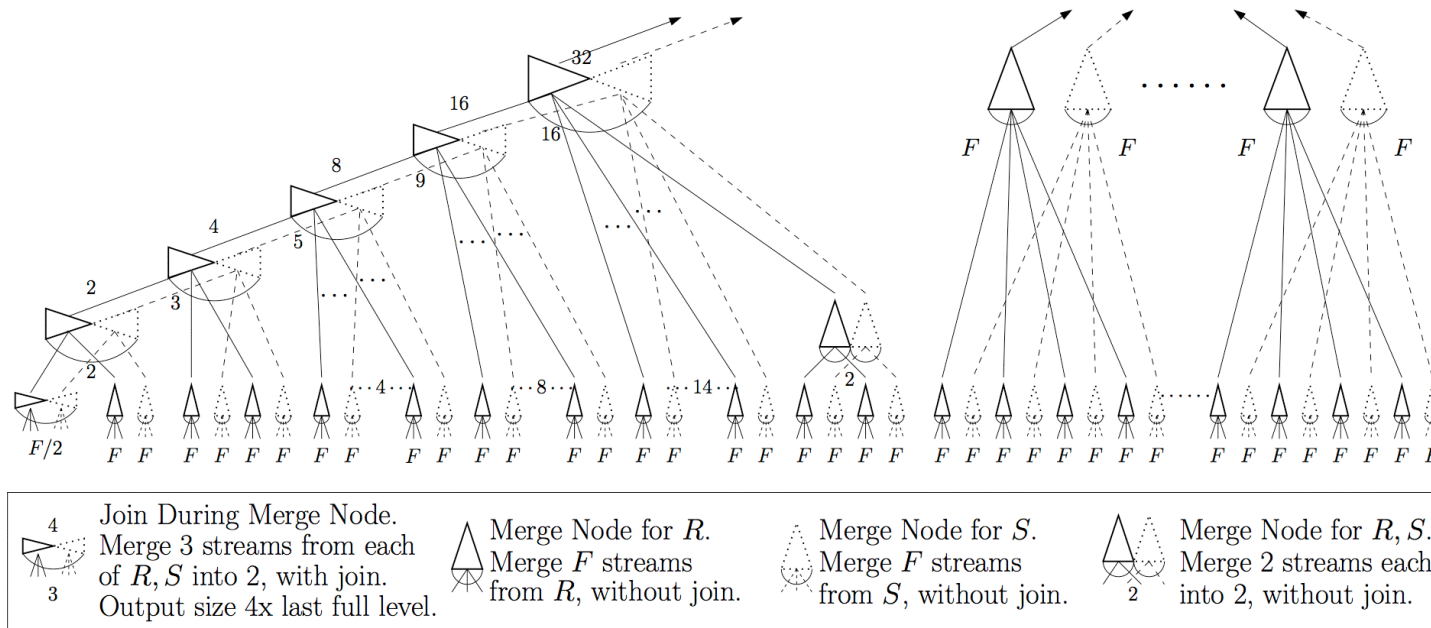 32
16
16
F F F F
8
9
4
5
2
3
2
2
4 8 14
F/2 F F F F F F F F F F F F F F F F F F F F F F F F F F F F F F F F F F F F F
4
3
Join During Merge Node.
Merge 3 streams from each
of R, S into 2, with join.
Output size 4x last full level.
Merge Node for R.
Merge F streams
from R, without join.
Merge Node for S.
Merge F streams
from S, without join.
2
Merge Node for R, S.
Merge 2 streams each
into 2, without join.